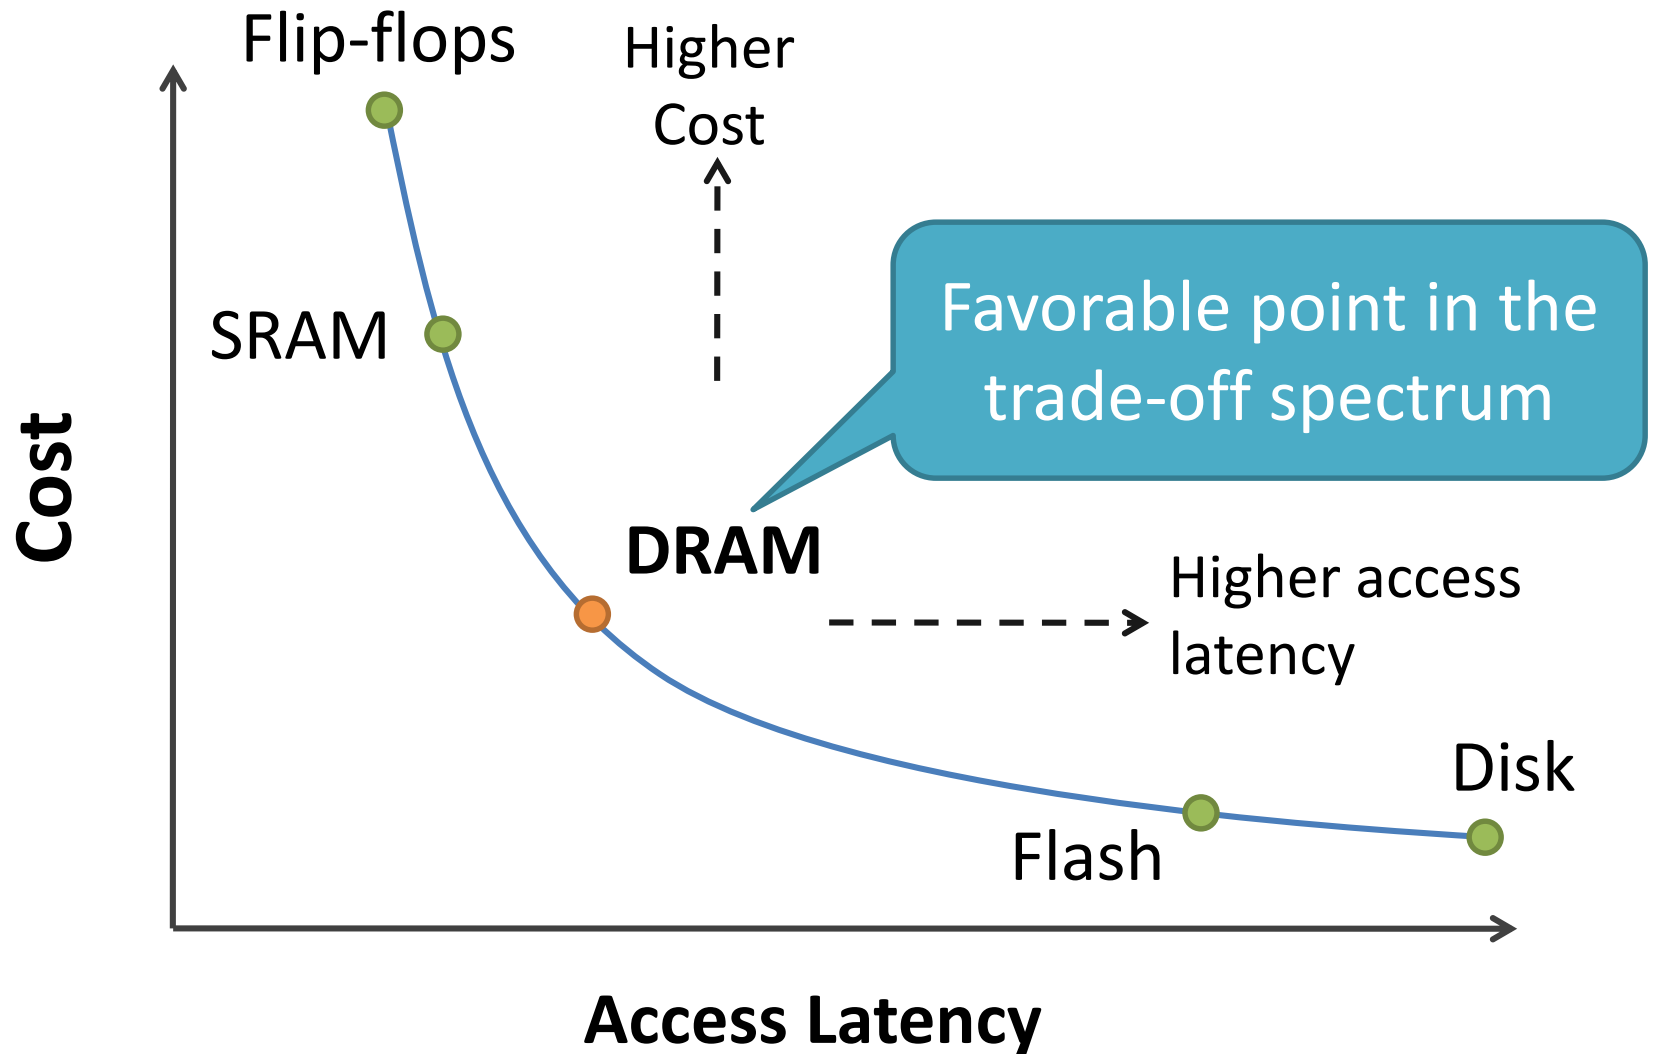 Flip-flops
Higher
Cost
Favorable point in the
trade-off spectrum
SRAM
Cost
DRAM
Higher access
latency
Disk
Flash
Access Latency